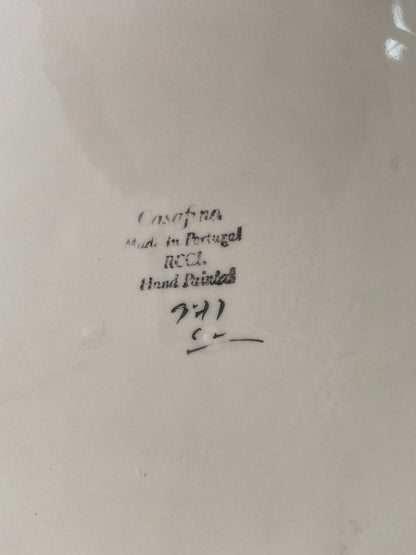 Casafina
Made in Portugal
RCCL
Hand Painted